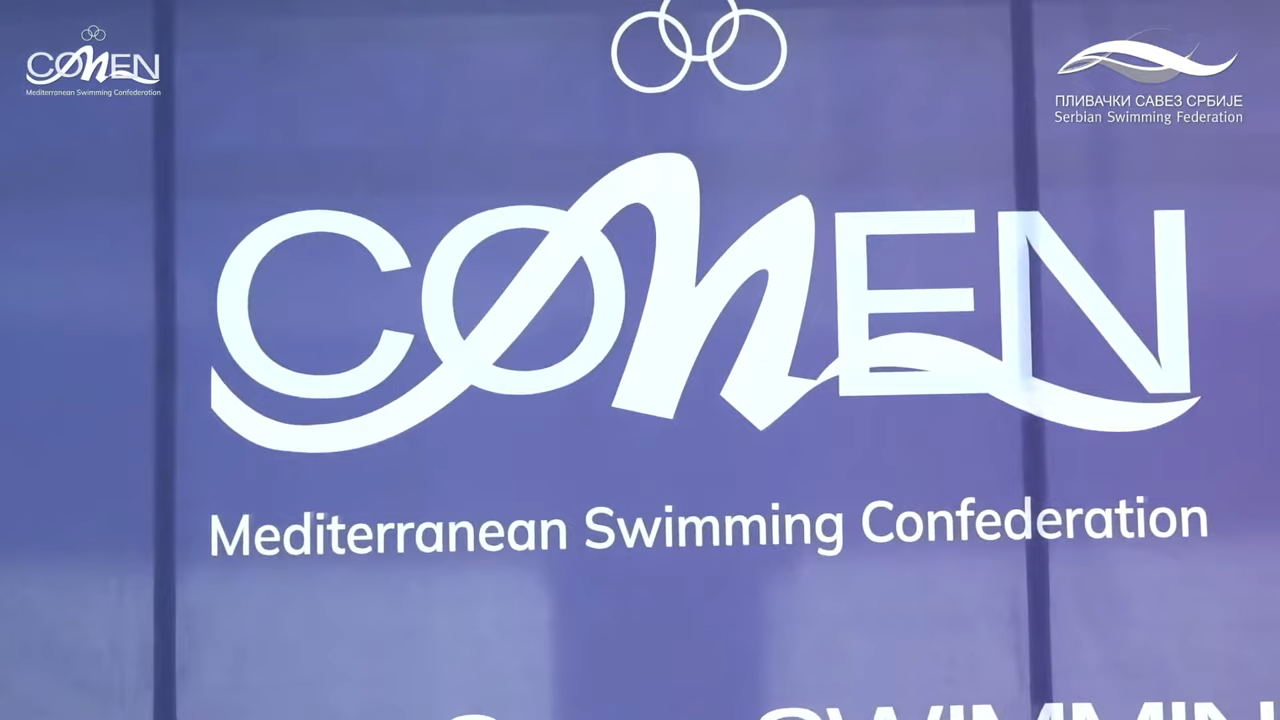 COMEN
Mediterranean Swimming Confederation
ПЛИВАЧКИ САВЕЗ СРБИЈЕ
Serbian Swimming Federation
COMEN
Mediterranean Swimming Confederation